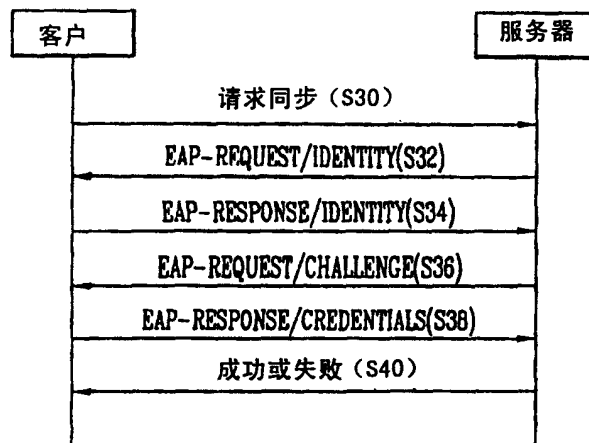 客户
服务器
请求同步（S30）
EAP-REQUEST/IDENTITY(S32)
EAP-RESPONSE/IDENTITY(S34)
EAP-REQUEST/CHALLENGE(S36)
EAP-RESPONSE/CREDENTIALS(S38)
成功或失败（S40）